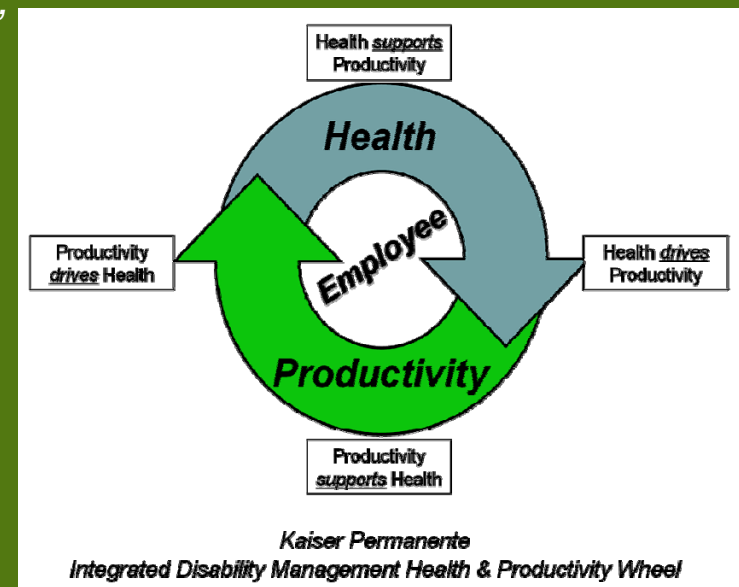 Health supports
Productivity
Health
Employee
Productivity
drives Health
Health drives
Productivity
Productivity
Productivity
supports Health
Kaiser Permanente
Integrated Disability Management Health & Productivity Wheel